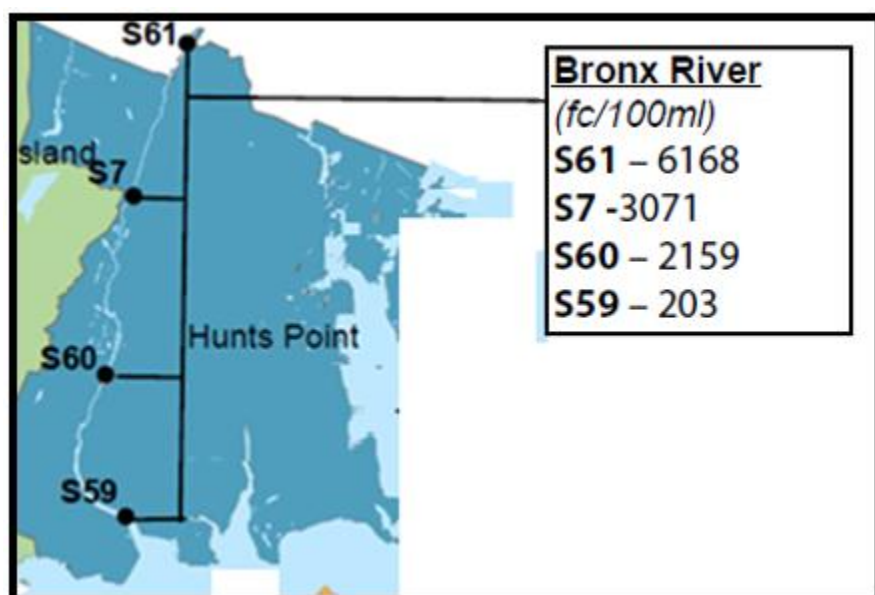 S61
Bronx River
(fc/100ml)
S61 – 6168
S7 -3071
S60 – 2159
S59 – 203
sland
S7
Hunts Point
S60
S59